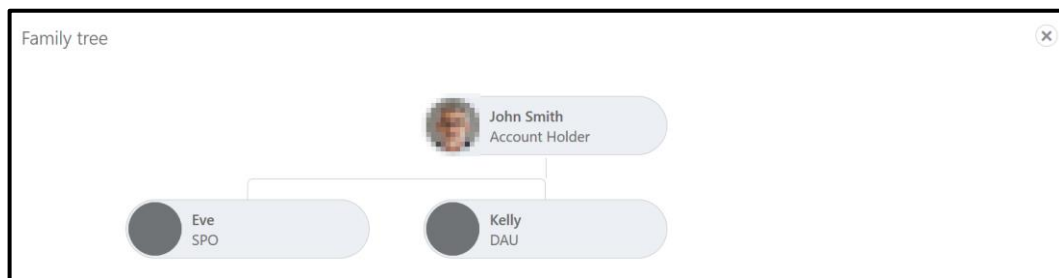 Family tree
John Smith
Account Holder
Eve
SPO
Kelly
DAU